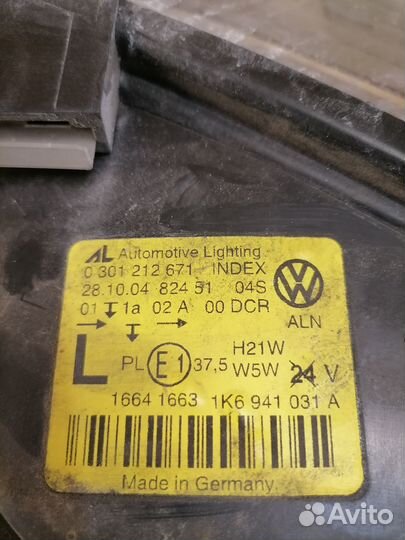 AL Automotive Lighting
0 301 212 671 INDEX
28.10.04 824 51 04S
01 1a 02 A 00 DCR
ALN
L PL E1 37,5 H21W
W5W 24 V
1664 1663 1K6 941 031 A
Made in Germany
Avito